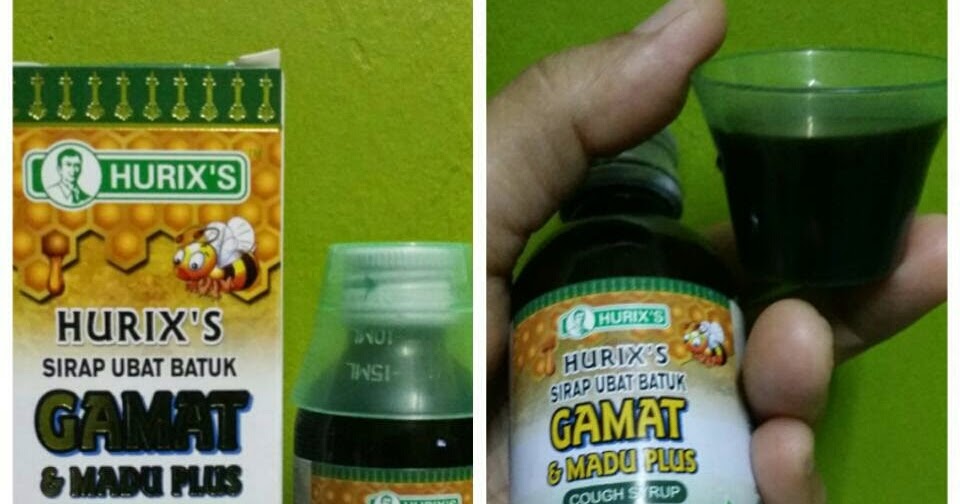 HURIX'S
HURIX'S
SIRAP UBAT BATUK
GAMAT
& MADU PLUS
10ML
15ML
HURIX'S
HURIX'S
HURIX'S
SIRAP UBAT BATUK
GAMAT
& MADU PLUS
COUGH SYRUP